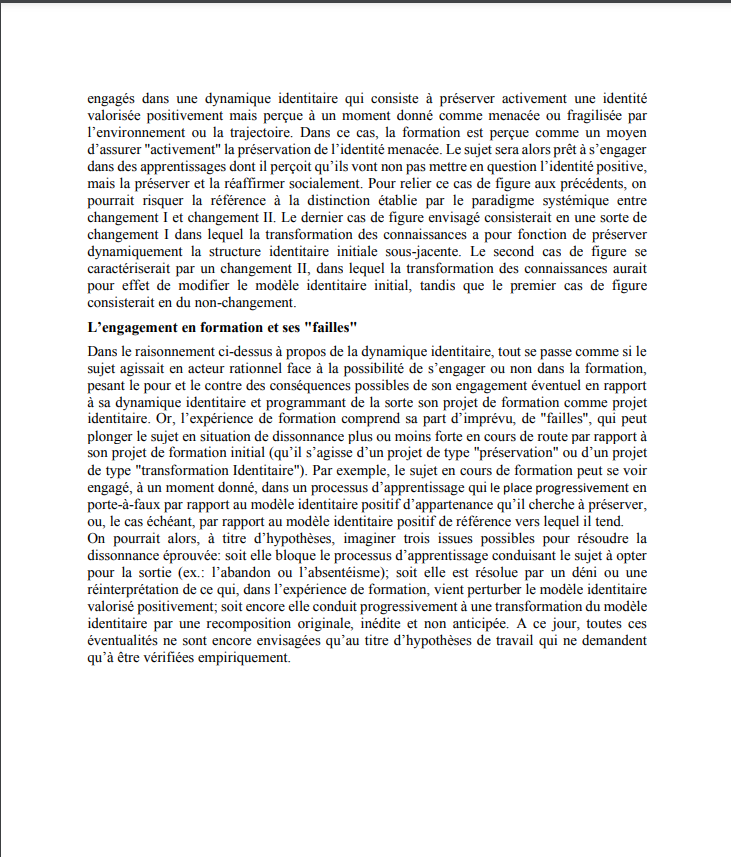 engagés dans une dynamique identitaire qui consiste à préserver activement une identité
valorisée positivement mais perçue à un moment donné comme menacée ou fragilisée par
l’environnement ou la trajectoire. Dans ce cas, la formation est perçue comme un moyen
d’assurer "activement" la préservation de l’identité menacée. Le sujet sera alors prêt à s’engager
dans des apprentissages dont il perçoit qu’ils vont non pas mettre en question l’identité positive,
mais la préserver et la réaffirmer socialement. Pour relier ce cas de figure aux précédents, on
pourrait risquer la référence à la distinction établie par le paradigme systémique entre
changement I et changement II. Le dernier cas de figure envisagé consisterait en une sorte de
changement I dans lequel la transformation des connaissances a pour fonction de préserver
dynamiquement la structure identitaire initiale sous-jacente. Le second cas de figure se
caractériserait par un changement II, dans lequel la transformation des connaissances aurait
pour effet de modifier le modèle identitaire initial, tandis que le premier cas de figure
consisterait en du non-changement.
L’engagement en formation et ses "failles"
Dans le raisonnement ci-dessus à propos de la dynamique identitaire, tout se passe comme si le
sujet agissait en acteur rationnel face à la possibilité de s’engager ou non dans la formation,
pesant le pour et le contre des conséquences possibles de son engagement éventuel en rapport
à sa dynamique identitaire et programmant de la sorte son projet de formation comme projet
identitaire. Or, l’expérience de formation comprend sa part d’imprévu, de "failles", qui peut
plonger le sujet en situation de dissonance plus ou moins forte en cours de route par rapport à
son projet de formation initial (qu’il s’agisse d’un projet de type "préservation" ou d’un projet
de type "transformation Identitaire"). Par exemple, le sujet en cours de formation peut se voir
engagé, à un moment donné, dans un processus d’apprentissage qui le place progressivement en
porte-à-faux par rapport au modèle identitaire positif d’appartenance qu’il cherche à préserver,
ou, le cas échéant, par rapport au modèle identitaire positif de référence vers lequel il tend.
On pourrait alors, à titre d’hypothèses, imaginer trois issues possibles pour résoudre la
dissonance éprouvée: soit elle bloque le processus d’apprentissage conduisant le sujet à opter
pour la sortie (ex.: l’abandon ou l’absentéisme); soit elle est résolue par un déni ou une
réinterprétation de ce qui, dans l’expérience de formation, vient perturber le modèle identitaire
valorisé positivement; soit encore elle conduit progressivement à une transformation du modèle
identitaire par une recomposition originale, inédite et non anticipée. A ce jour, toutes ces
éventualités ne sont encore envisagées qu’au titre d’hypothèses de travail qui ne demandent
qu’à être vérifiées empiriquement.